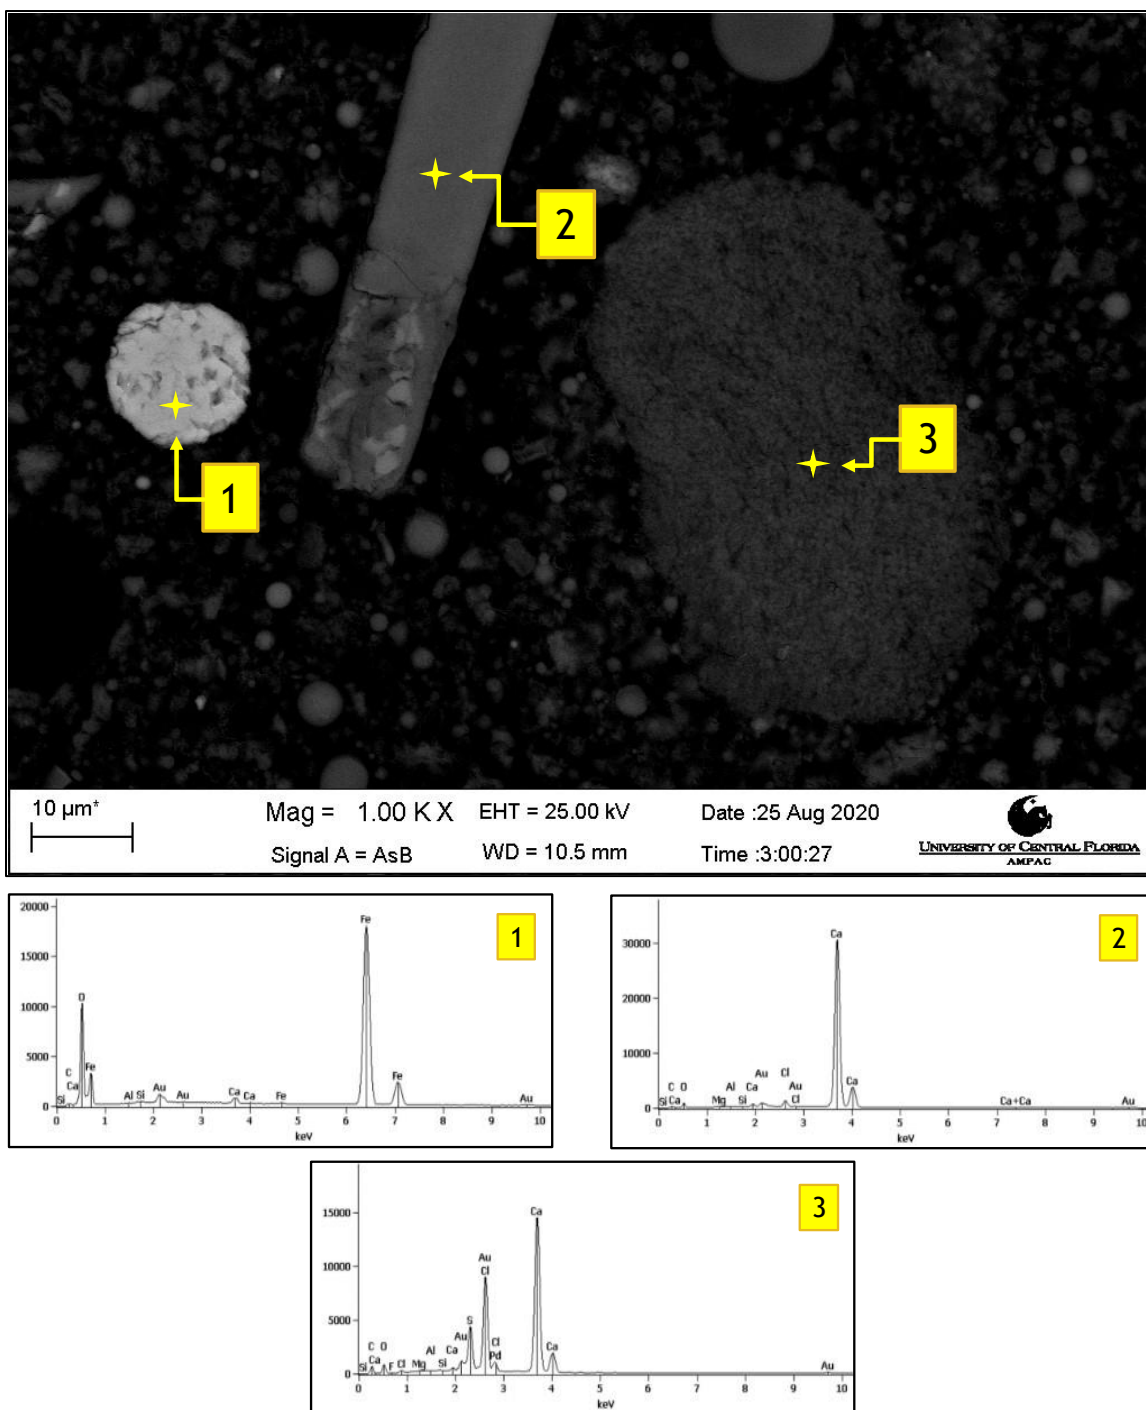 2
3
1
10 µm*
Mag = 1.00 K X
EHT = 25.00 kV
Date :25 Aug 2020
Signal A = AsB
WD = 10.5 mm
Time :3:00:27
UNIVERSITY OF CENTRAL FLORIDA
AMPAC
1
20000
15000
10000
5000
0
Fe
O
C
Ca
Fe
Si
Al
Si
Au
Au
Ca
Ca
Fe
Fe
Au
0 1 2 3 4 5 6 7 8 9 10
keV
2
30000
20000
10000
0
Ca
C
O
Si
Ca
Mg
Al
Si
Ca
Au
Cl
Au
Cl
Ca
Ca+Ca
Au
0 1 2 3 4 5 6 7 8 9 10
keV
3
15000
10000
5000
0
Ca
Au
Cl
S
C
O
Si
Ca
F
Cl
Mg
Al
Si
Ca
Au
Cl
Pd
Ca
Au
0 1 2 3 4 5 6 7 8 9 10
keV